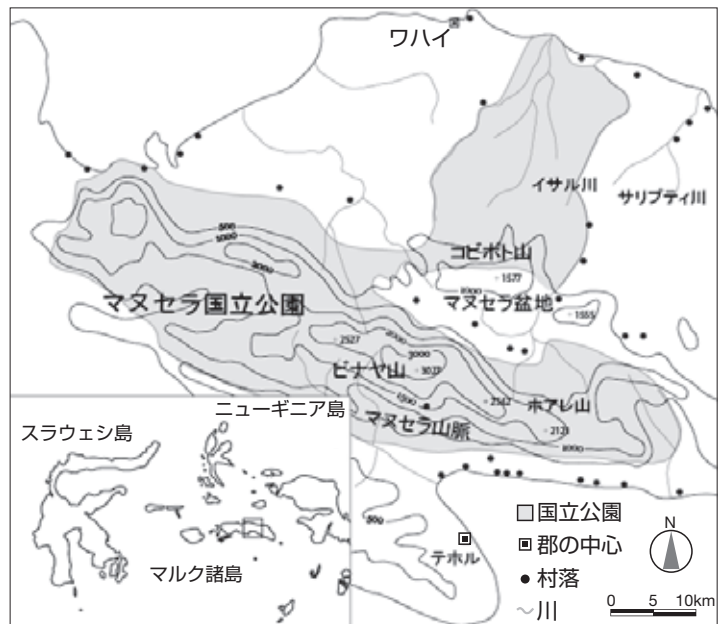 ワハイ
イサル川
サリプティ川
コビポト山
1577
1000
マヌセラ盆地
1555
500
1000
2000
マヌセラ国立公園
2527
2000
3000
ビナヤ山
3027
1500
2542
ホアレ山
2121
マヌセラ山脈
1000
ニューギニア島
スラウェシ島
マルク諸島
500
テホル
国立公園
郡の中心
村落
川
N
0 5 10km